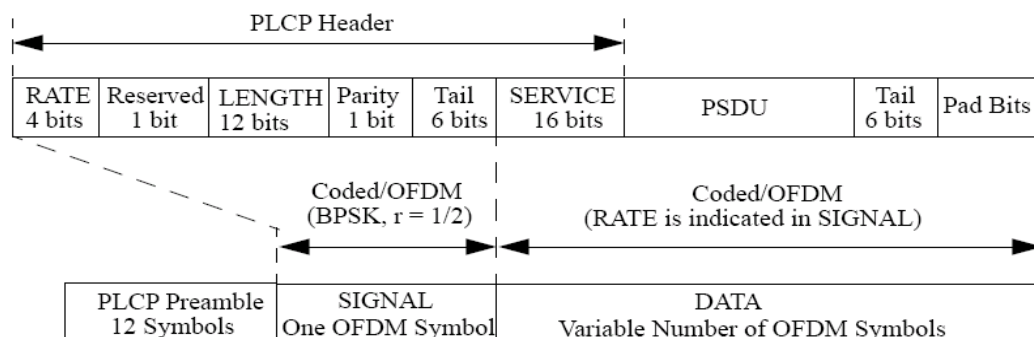 PLCP Header
RATE Reserved LENGTH Parity Tail SERVICE PSDU Tail Pad Bits
4 bits 1 bit 12 bits 1 bit 6 bits 16 bits 6 bits
Coded/OFDM Coded/OFDM
(BPSK, r = 1/2) (RATE is indicated in SIGNAL)
PLCP Preamble SIGNAL DATA
12 Symbols One OFDM Symbol Variable Number of OFDM Symbols